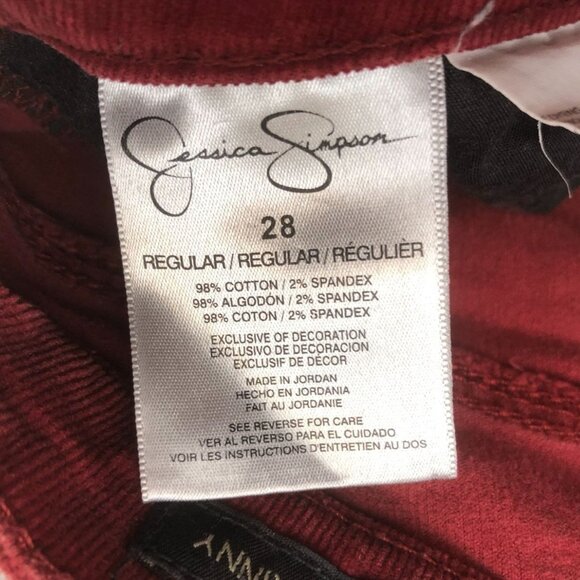 Jessica Simpson
28
REGULAR / REGULAR / RÉGULIÈR
98% COTTON / 2% SPANDEX
98% ALGODÓN / 2% SPANDEX
98% COTON / 2% SPANDEX
EXCLUSIVE OF DECORATION
EXCLUSIVO DE DECORACION
EXCLUSIF DE DÉCOR
MADE IN JORDAN
HECHO EN JORDANIA
FAIT AU JORDANIE
SEE REVERSE FOR CARE
VER AL REVERSO PARA EL CUIDADO
VOIR LES INSTRUCTIONS D'ENTRETIEN AU DOS